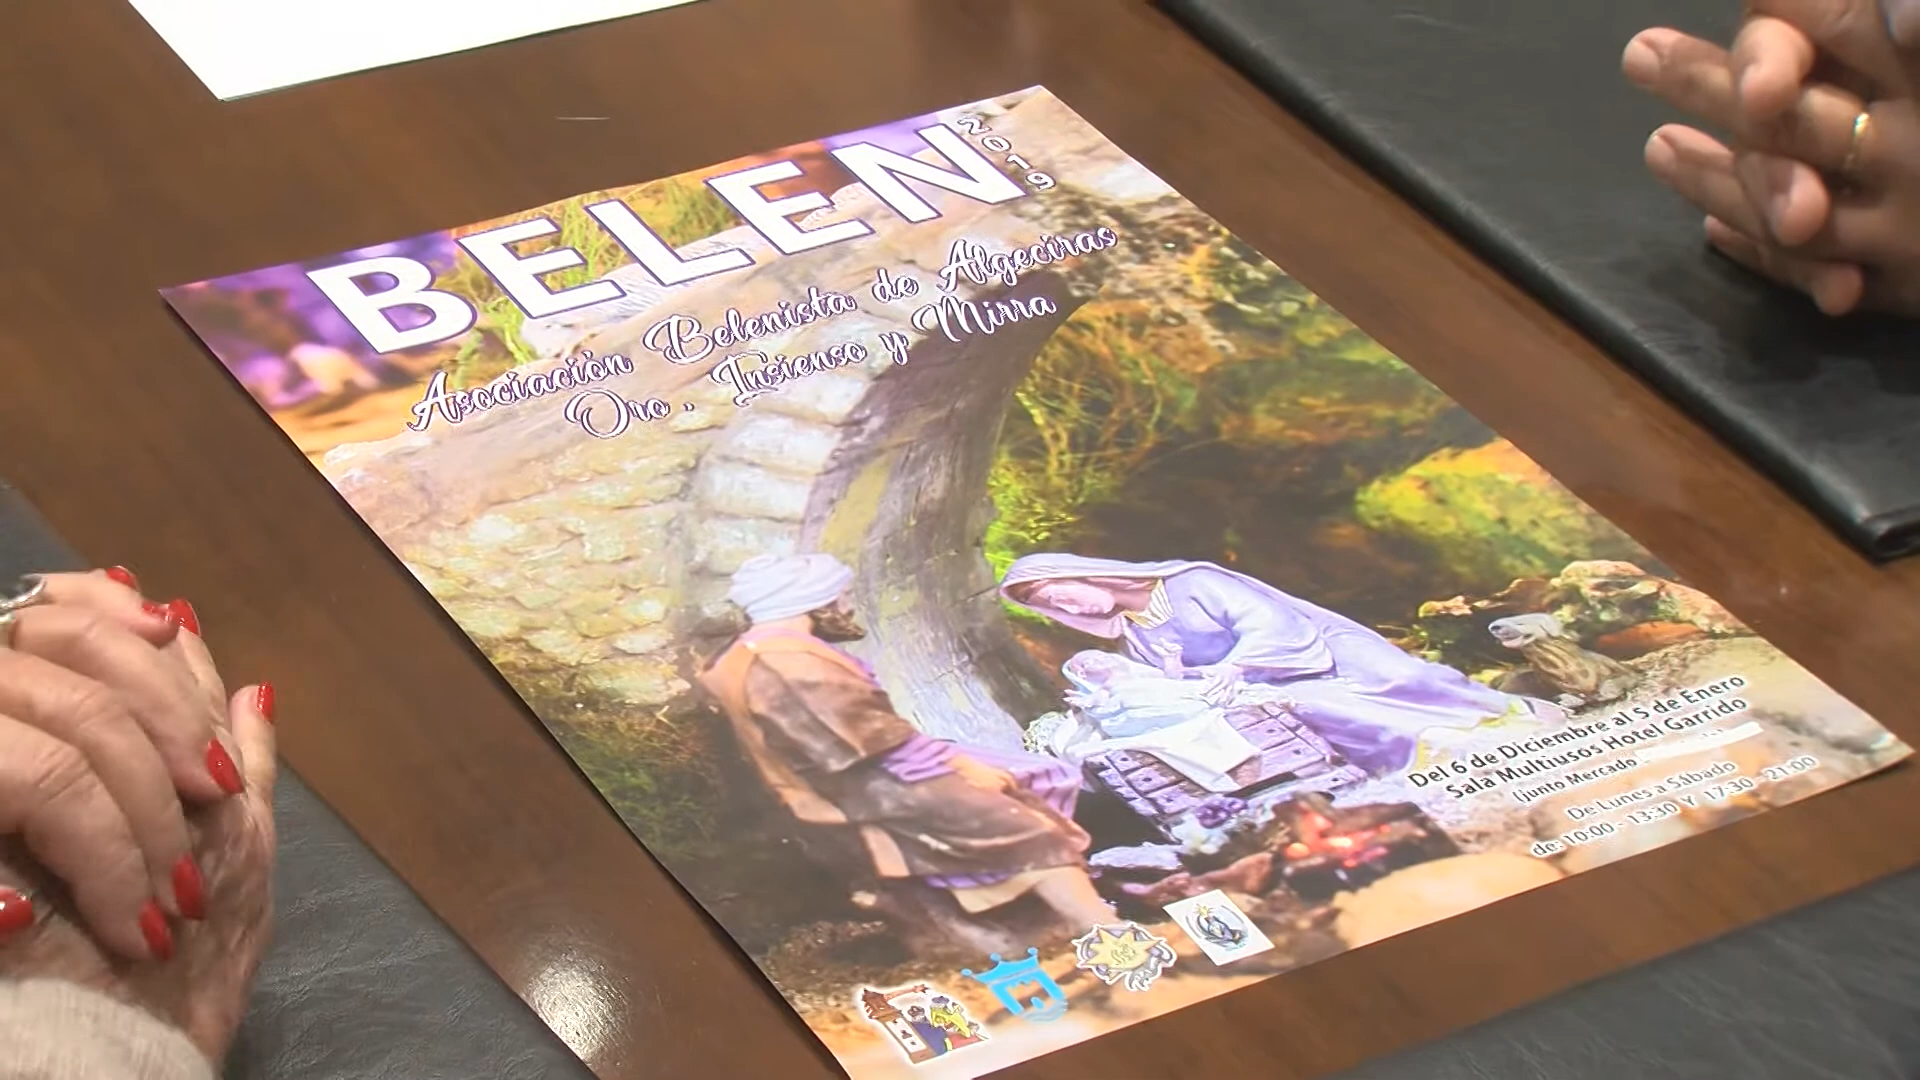 BELEN
2019
Asociación Belenista de Algeciras
Oro, Insienso y Mirra
Del 6 de Diciembre al 5 de Enero
Sala Multiusos Hotel Garrido
(junto Mercado
De Lunes a Sábado
de: 10:00 - 13:30 Y 17:30 - 21:00